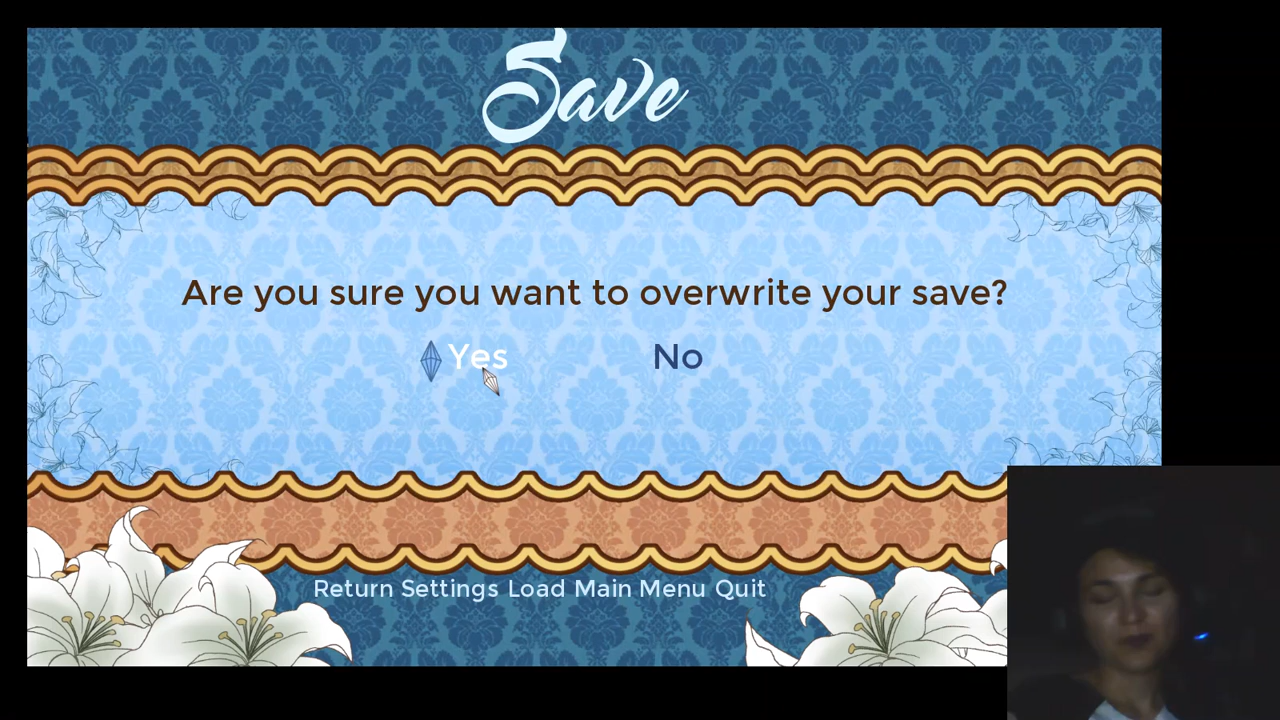 Save
Are you sure you want to overwrite your save?
Yes No
Return Settings Load Main Menu Quit